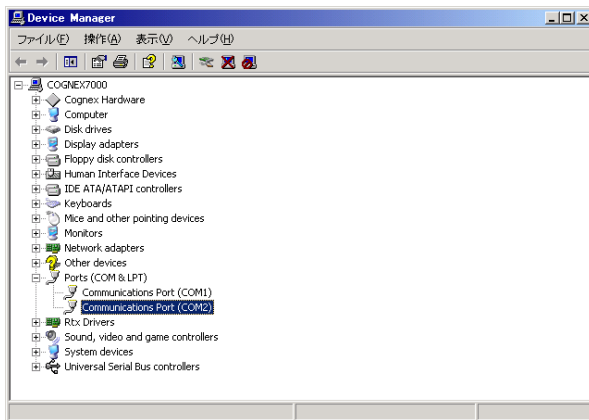 Device Manager
ファイル(F) 操作(A) 表示(V) ヘルプ(H)
COGNEX7000
Cognex Hardware
Computer
Disk drives
Display adapters
Floppy disk controllers
Human Interface Devices
IDE ATA/ATAPI controllers
Keyboards
Mice and other pointing devices
Monitors
Network adapters
Other devices
Ports (COM & LPT)
Communications Port (COM1)
Communications Port (COM2)
Rtx Drivers
Sound, video and game controllers
System devices
Universal Serial Bus controllers